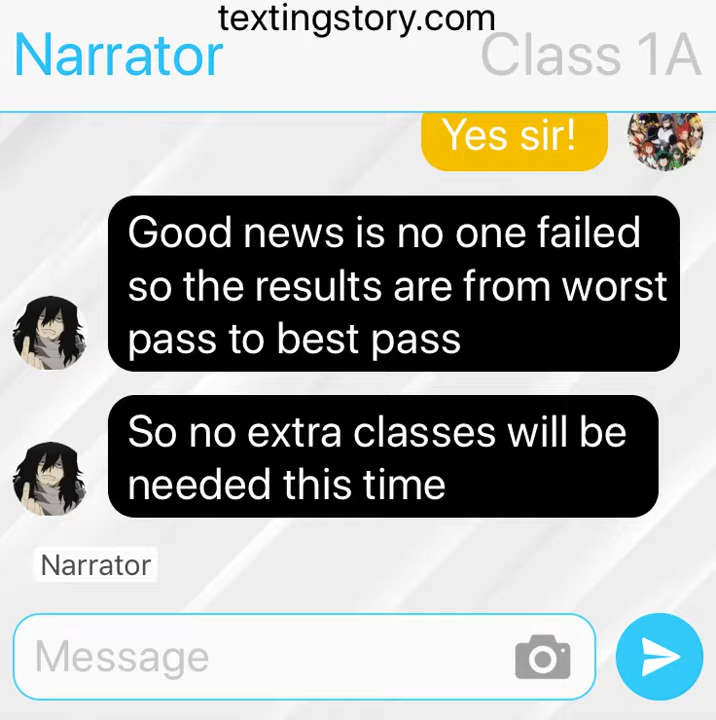 textingstory.com
Narrator
Class 1A
Yes sir!
Good news is no one failed
so the results are from worst
pass to best pass
So no extra classes will be
needed this time
Narrator
Message